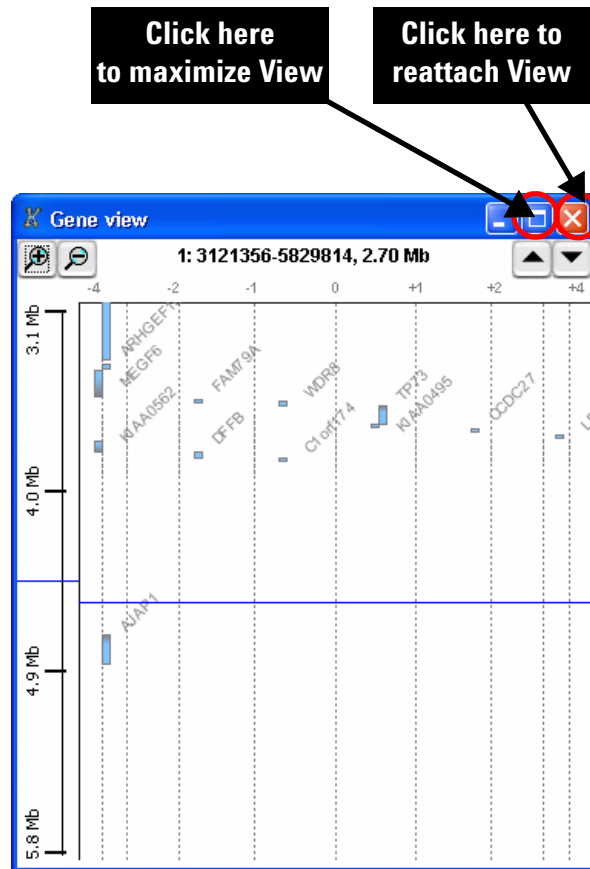 Click here
to maximize View
Click here to
reattach View
Gene view
1: 3121356-5829814, 2.70 Mb
-4 -2 -1 0 +1 +2 +4
3.1 Mb
MEGF6
KIAA0562
FAM79A
DFFB
WDR8
C1orf174
TP73
KIAA0495
CCDC27
4.0 Mb
AJAP1
4.9 Mb
5.8 Mb